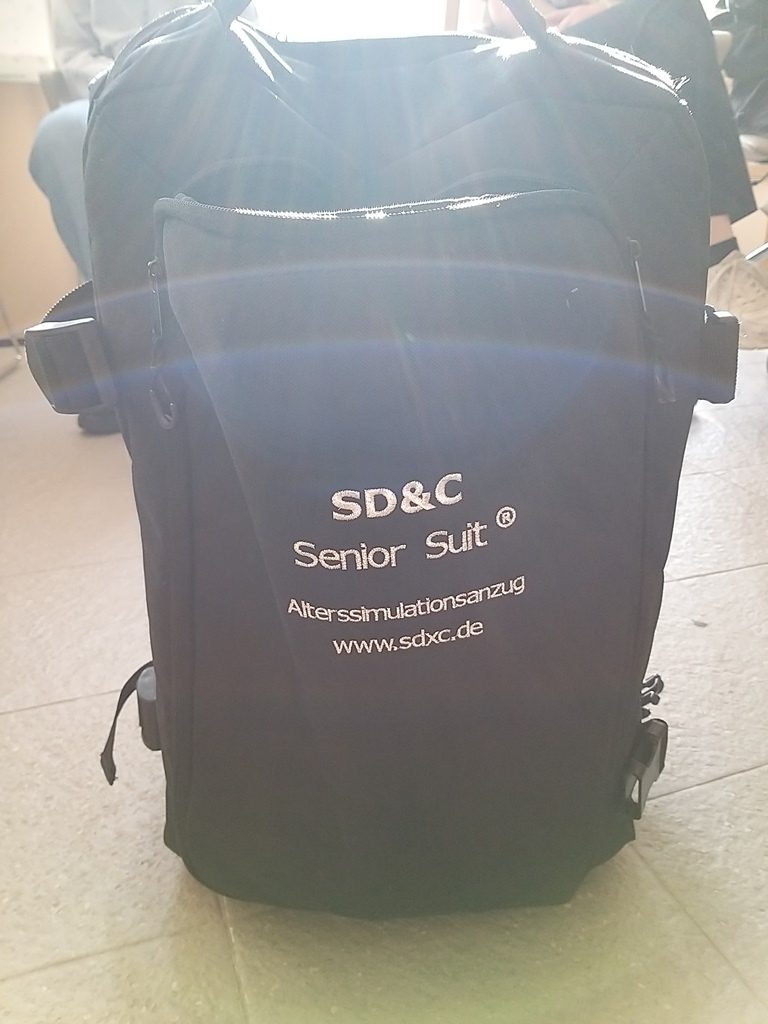 SD&C
Senior Suit ®
Alterssimulationsanzug
www.sdxc.de